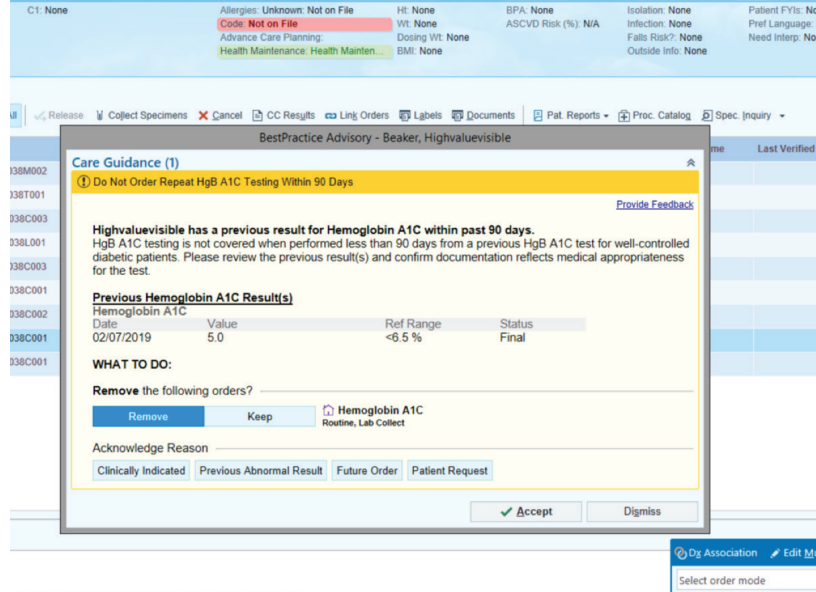 C1: None
Allergies: Unknown: Not on File
Code: Not on File
Advance Care Planning:
Health Maintenance: Health Mainten...
Ht: None
Wt: None
Dosing Wt: None
BMI: None
BPA: None
ASCVD Risk (%): N/A
Isolation: None
Infection: None
Falls Risk?: None
Outside Info: None
Patient FYIs: No
Pref Language:
Need Interp: No
All Release Collect Specimens Cancel CC Results Link Orders Labels Documents Pat. Reports Proc. Catalog Spec. Inquiry
me Last Verified
038M002
038T001
038C003
038L001
038C003
038C001
038C002
038C001
038C001
BestPractice Advisory - Beaker, Highvaluevisible
Care Guidance (1)
Do Not Order Repeat HgB A1C Testing Within 90 Days
Provide Feedback
Highvaluevisible has a previous result for Hemoglobin A1C within past 90 days.
HgB A1C testing is not covered when performed less than 90 days from a previous HgB A1C test for well-controlled
diabetic patients. Please review the previous result(s) and confirm documentation reflects medical appropriateness
for the test.
Previous Hemoglobin A1C Result(s)
Hemoglobin A1C
Date Value Ref Range Status
02/07/2019 5.0 <6.5 % Final
WHAT TO DO:
Remove the following orders?
Remove Keep Hemoglobin A1C
Routine, Lab Collect
Acknowledge Reason
Clinically Indicated Previous Abnormal Result Future Order Patient Request
Accept Dismiss
Dx Association Edit Mu
Select order mode